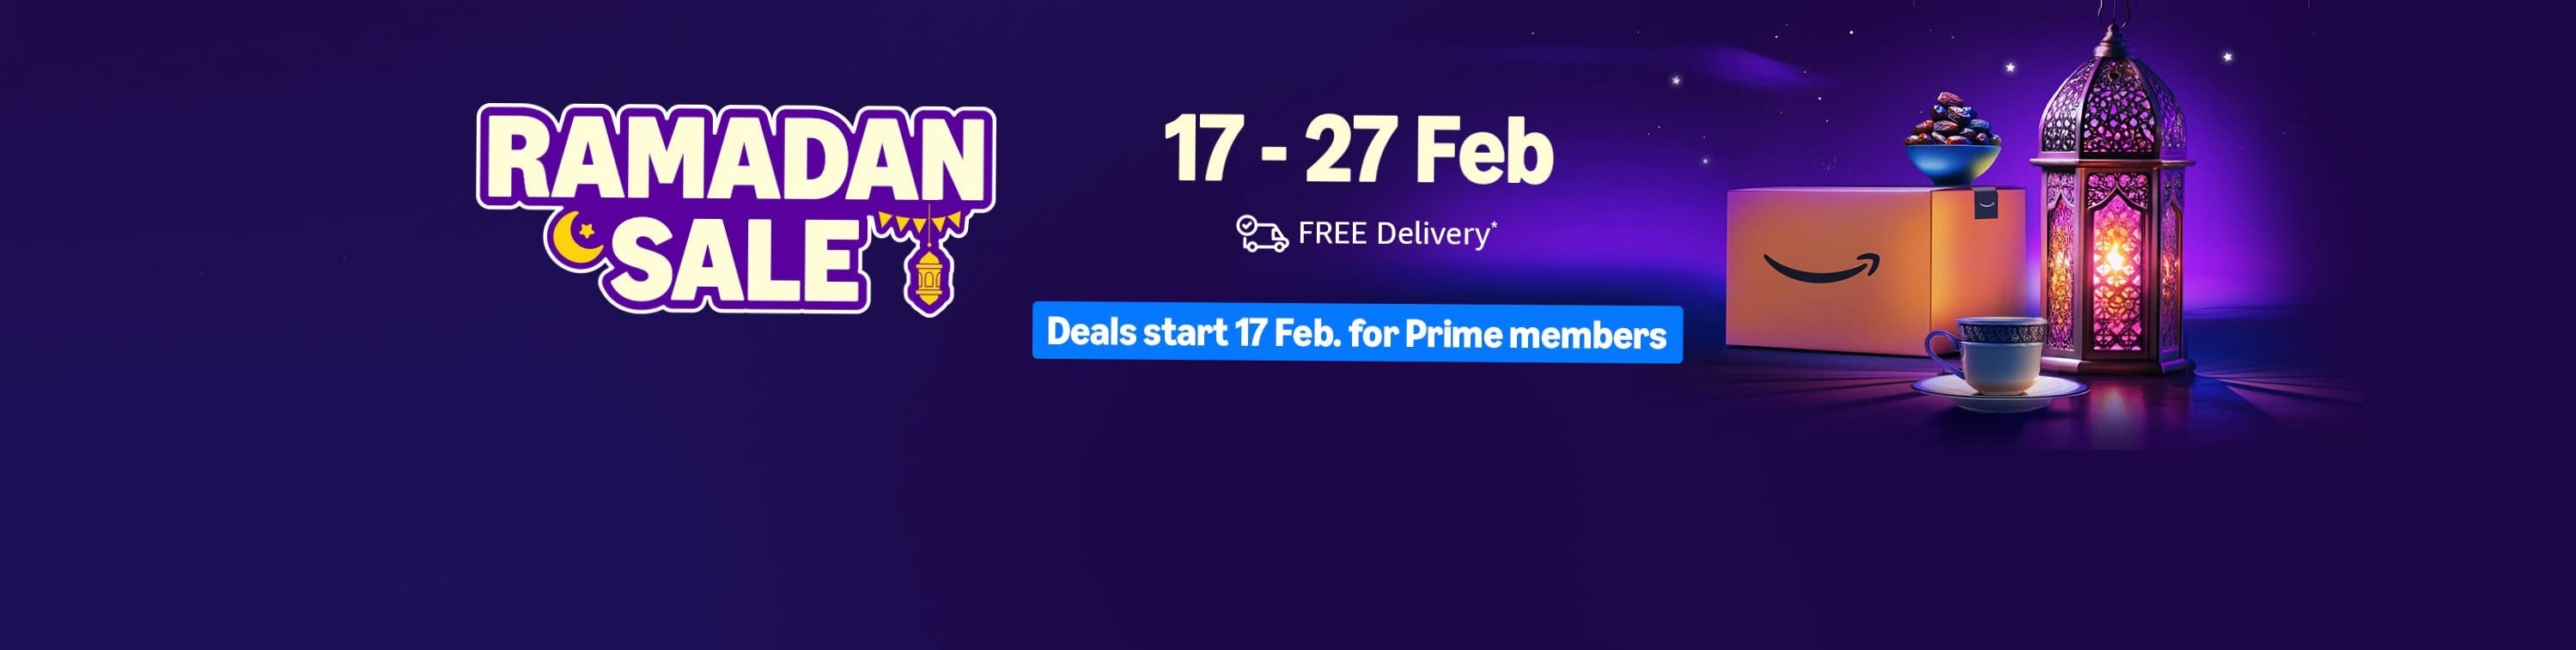 RAMADAN
SALE
17 - 27 Feb
FREE Delivery*
Deals start 17 Feb. for Prime members